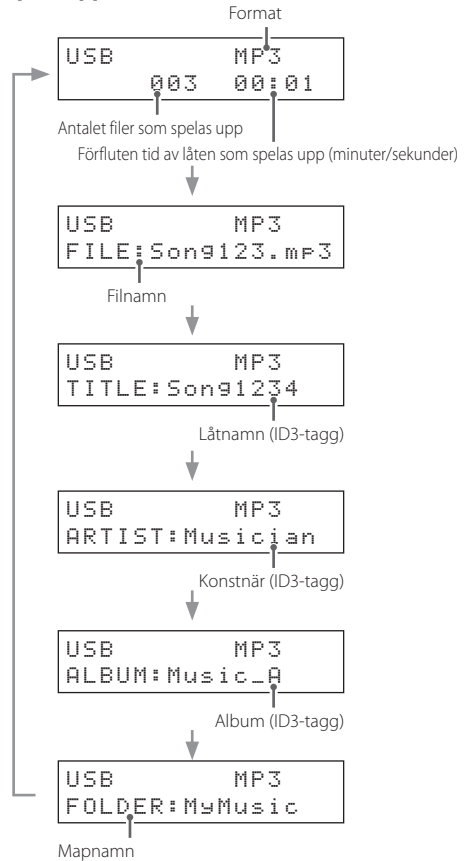 Format
USB MP3
003 00:01
Antalet filer som spelas upp
Förfluten tid av låten som spelas upp (minuter/sekunder)
USB MP3
FILE:Song123.mp3
Filnamn
USB MP3
TITLE:Song1234
Låtnamn (ID3-tagg)
USB MP3
ARTIST:Musician
Konstnär (ID3-tagg)
USB MP3
ALBUM:Music_A
Album (ID3-tagg)
USB MP3
FOLDER:MyMusic
Mapnamn